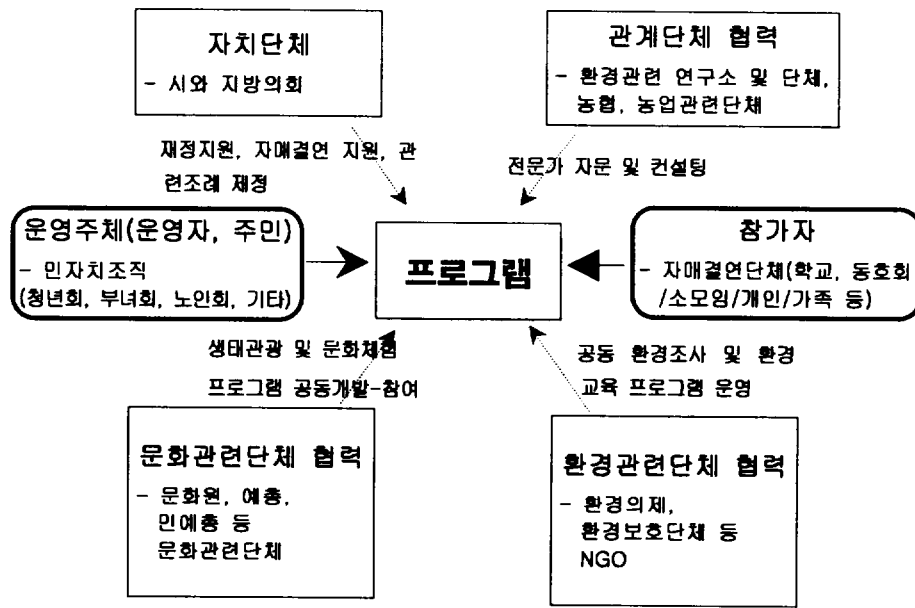 자치단체
- 시와 지방의회
관계단체 협력
- 환경관련 연구소 및 단체,
농협, 농업관련단체
재정지원, 자매결연 지원, 관
련조례 제정
전문가 자문 및 컨설팅
운영주체(운영자, 주민)
- 민자치조직
(청년회, 부녀회, 노인회, 기타)
프로그램
참가자
- 자매결연단체(학교, 동호회
/소모임/개인/가족 등)
생태관광 및 문화체험
프로그램 공동개발-참여
공동 환경조사 및 환경
교육 프로그램 운영
문화관련단체 협력
- 문화원, 예총,
민예총 등
문화관련단체
환경관련단체 협력
- 환경의제,
환경보호단체 등
NGO